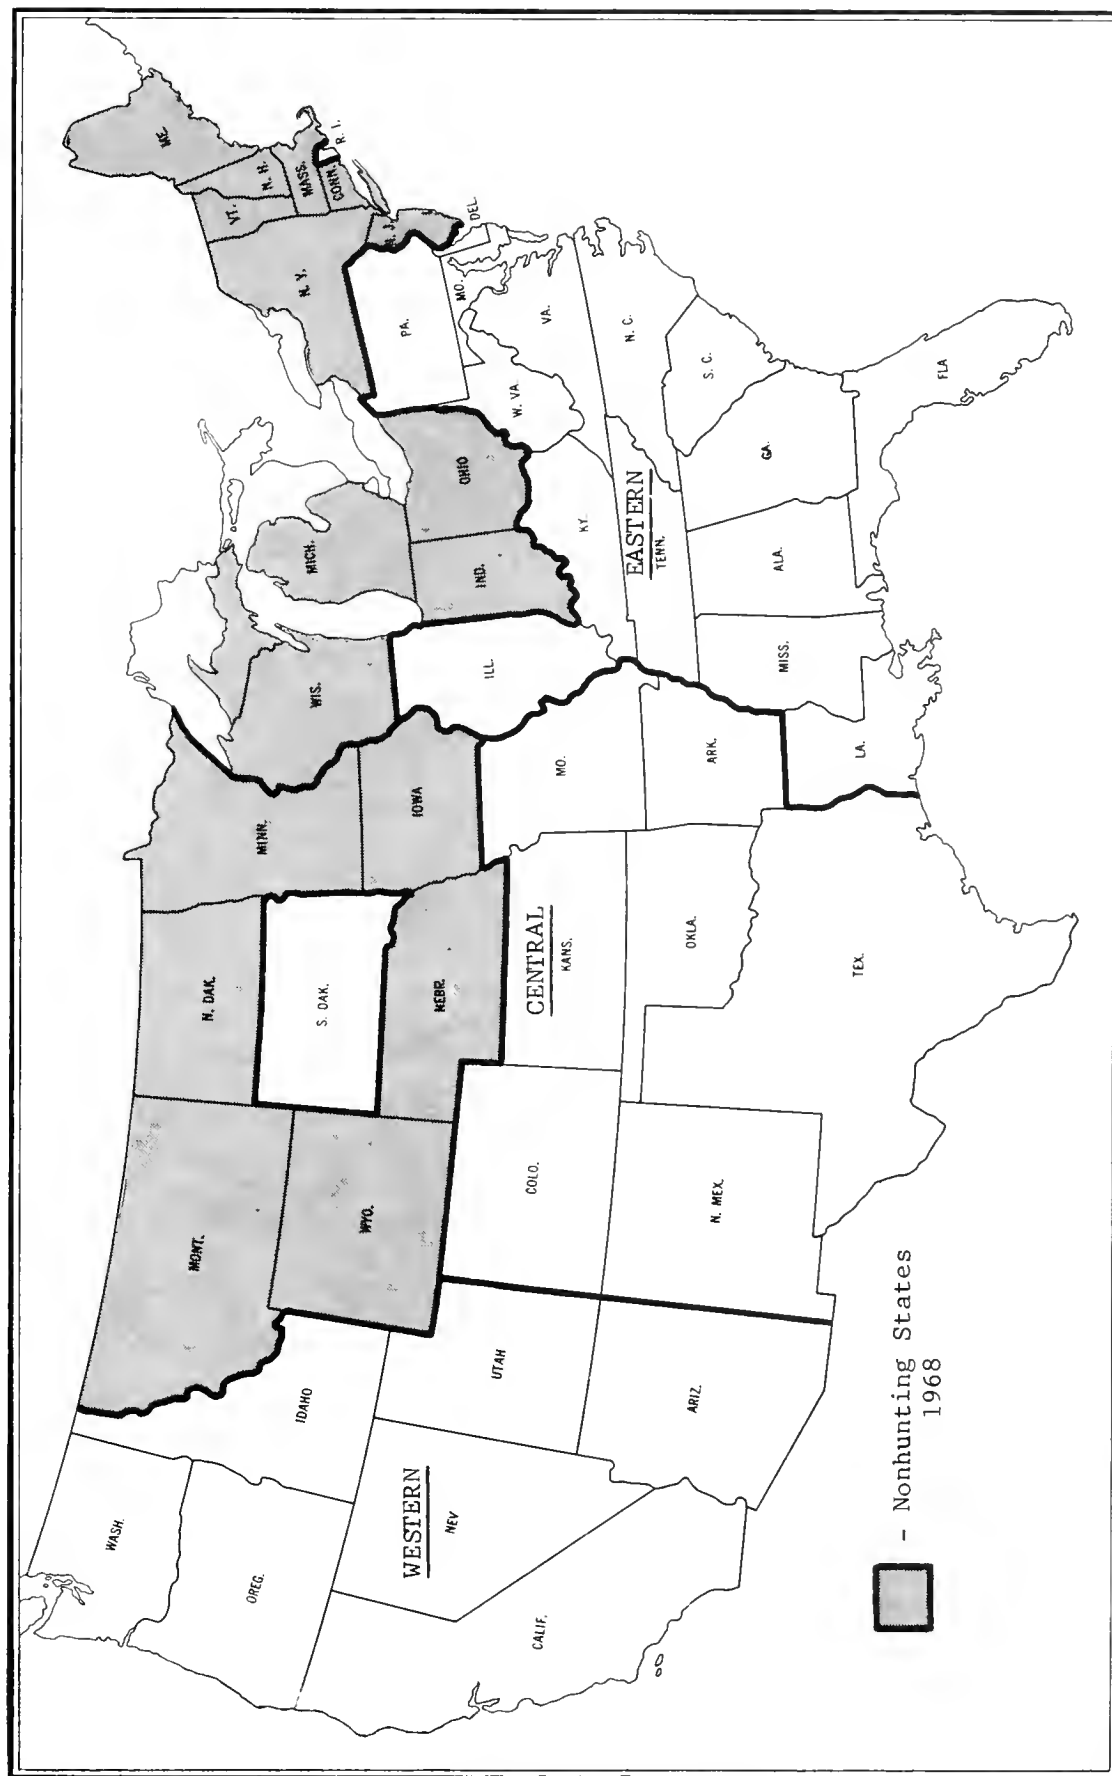 WASH.
OREG.
CALIF.
WESTERN
NEV
IDAHO
UTAH
ARIZ.
MONT.
WYO.
COLO.
N. MEX.
N. DAK.
S. DAK.
NEBR.
CENTRAL
KANS.
OKLA.
TEX.
MINN.
IOWA
MO.
ARK.
LA.
WIS.
ILL.
MICH.
IND.
OHIO
KY.
EASTERN
TENN.
MISS.
ALA.
GA.
FLA
S. C.
N. C.
VA.
W. VA.
MO.
DEL.
PA.
N. J.
N. Y.
VT.
N. H.
ME.
MASS.
CONN.
R. I.
- Nonhunting States
1968